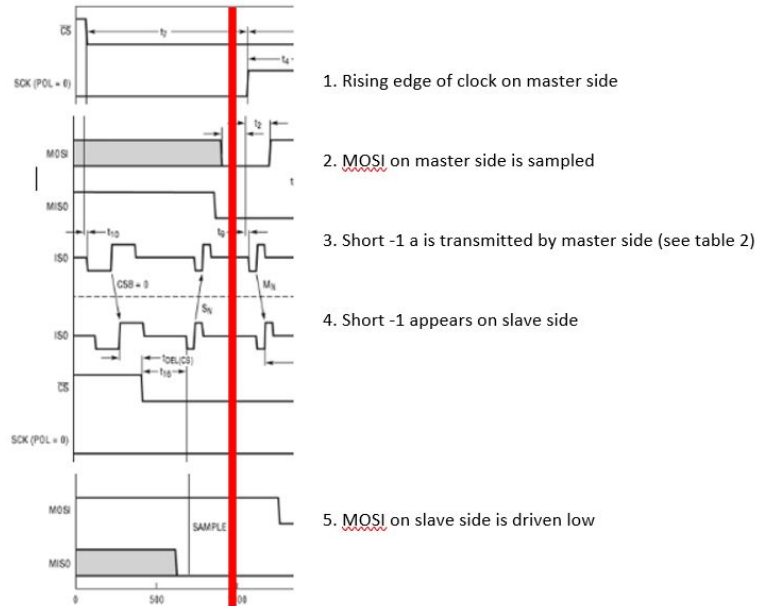 CS
t7
t4
SCK (POL = 0)
1. Rising edge of clock on master side
t2
MOSI
2. MOSI on master side is sampled
t
MISO
t10
t9
3. Short -1 a is transmitted by master side (see table 2)
ISO
CSB = 0
MN
SN
4. Short -1 appears on slave side
ISO
tDEL(CS)
CS
SCK (POL = 0)
MOSI
SAMPLE
5. MOSI on slave side is driven low
MISO
0
500
00